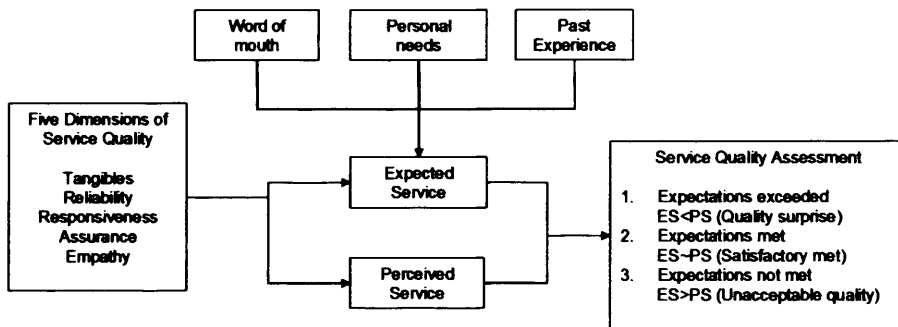 Word of
mouth
Personal
needs
Past
Experience
Five Dimensions of
Service Quality
Tangibles
Reliability
Responsiveness
Assurance
Empathy
Expected
Service
Perceived
Service
Service Quality Assessment
1. Expectations exceeded
ES<PS (Quality surprise)
2. Expectations met
ES~PS (Satisfactory met)
3. Expectations not met
ES>PS (Unacceptable quality)